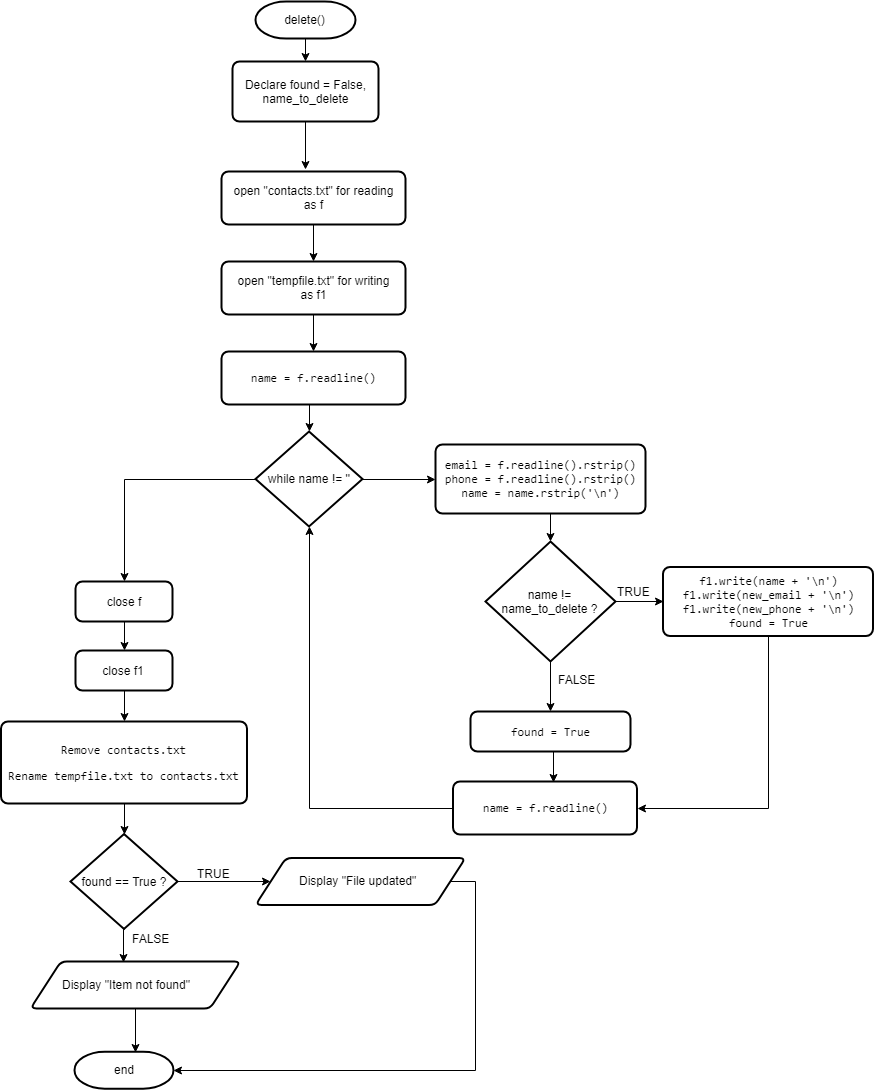 delete()
Declare found = False,
name_to_delete
open "contacts.txt" for reading
as f
open "tempfile.txt" for writing
as f1
name = f.readline()
while name != ''
email = f.readline().rstrip()
phone = f.readline().rstrip()
name = name.rstrip('\n')
name !=
name_to_delete ?
TRUE
f1.write(name + '\n')
f1.write(new_email + '\n')
f1.write(new_phone + '\n')
found = True
FALSE
found = True
name = f.readline()
close f
close f1
Remove contacts.txt
Rename tempfile.txt to contacts.txt
found == True ?
TRUE
Display "File updated"
FALSE
Display "Item not found"
end